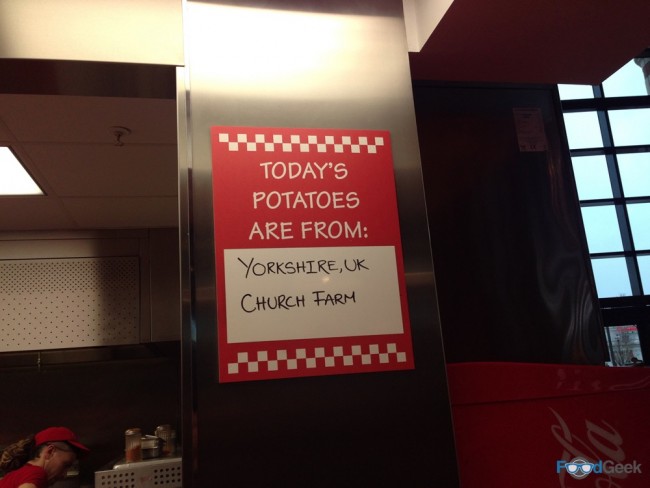 TODAY'S
POTATOES
ARE FROM:
YORKSHIRE, UK
CHURCH FARM
FoodGeek